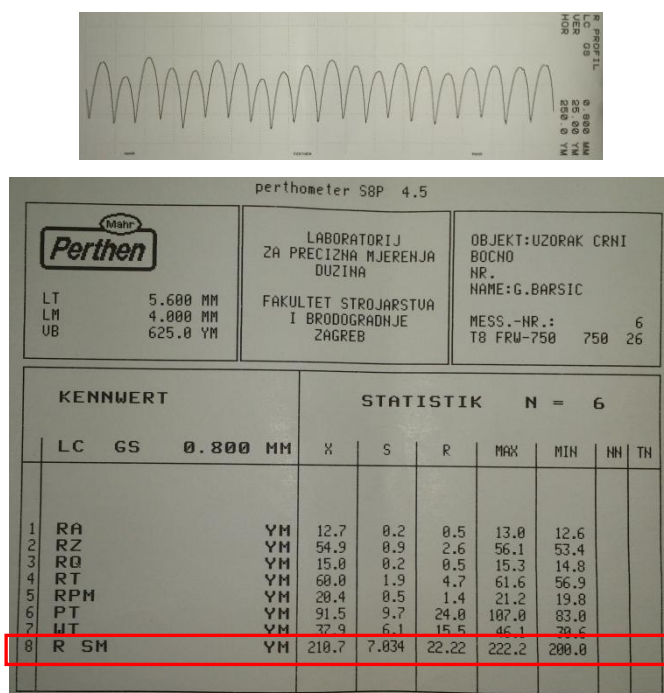 R PROFIL
LC GS 0.800 MM
VER 25.00 YM
HOR 250.0 YM
perthometer S8P 4.5
Mahr
Perthen
LT 5.600 MM
LM 4.000 MM
VB 625.0 YM
LABORATORIJ
ZA PRECIZNA MJERENJA
DUZINA
FAKULTET STROJARSTVA
I BRODOGRADNJE
ZAGREB
OBJEKT:UZORAK CRNI
BOCNO
NR.
NAME:G.BARSIC
MESS.-NR.: 6
T8 FRW-750 750 26
KENNWERT STATISTIK N = 6
LC GS 0.800 MM X S R MAX MIN NN TN
1 RA YM 12.7 0.2 0.5 13.0 12.6
2 RZ YM 54.9 0.9 2.6 56.1 53.4
3 RQ YM 15.0 0.2 0.5 15.3 14.8
4 RT YM 60.0 1.9 4.7 61.6 56.9
5 RPM YM 20.4 0.5 1.4 21.2 19.8
6 PT YM 91.5 9.7 24.0 107.0 83.0
7 WT YM 37.9 6.1 15.5 46.1 30.6
8 R SM YM 210.7 7.034 22.22 222.2 200.0